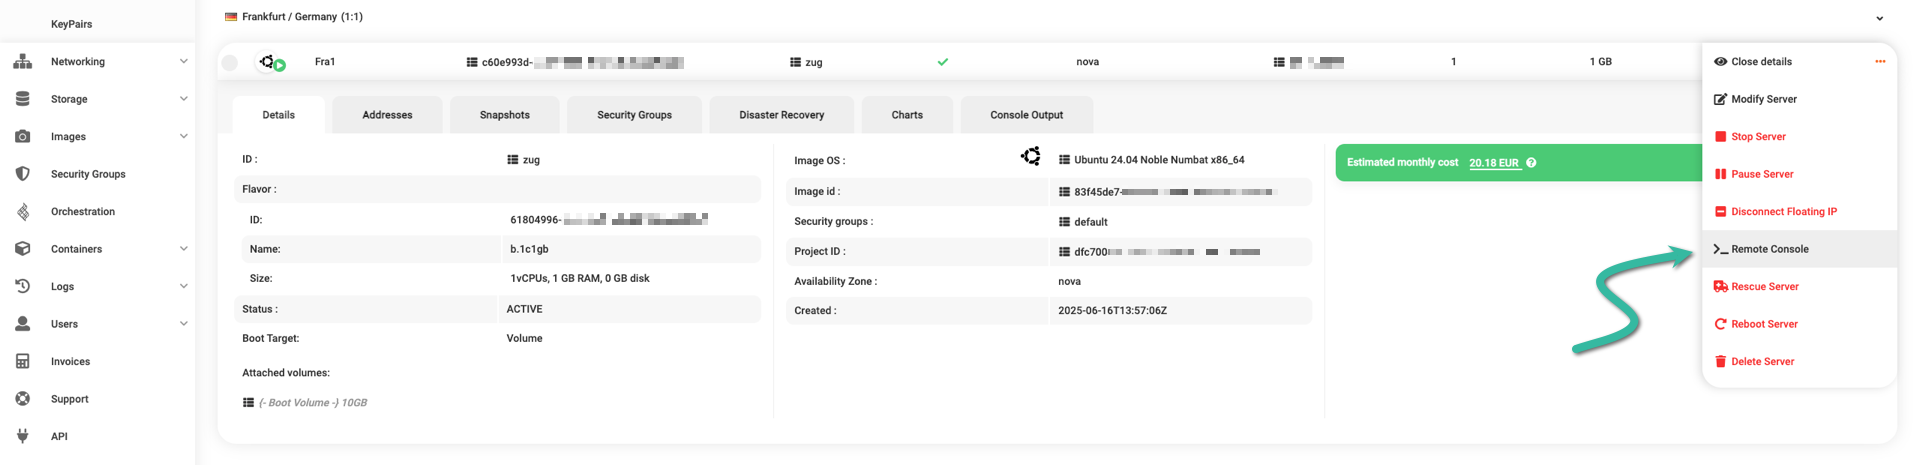 KeyPairs
Networking
Storage
Images
Security Groups
Orchestration
Containers
Logs
Users
Invoices
Support
API
Frankfurt / Germany (1:1)
Fra1 c60e993d- zug nova 1 1 GB
Details Addresses Snapshots Security Groups Disaster Recovery Charts Console Output
ID : zug
Flavor :
ID: 61804996-
Name: b.1c1gb
Size: 1vCPUs, 1 GB RAM, 0 GB disk
Status : ACTIVE
Boot Target: Volume
Attached volumes:
(- Boot Volume -) 10GB
Image OS : Ubuntu 24.04 Noble Numbat x86_64
Image id : 83f45de7-
Security groups : default
Project ID : dfc700
Availability Zone : nova
Created : 2025-06-16T13:57:06Z
Estimated monthly cost 20.18 EUR ?
Close details ...
Modify Server
Stop Server
Pause Server
Disconnect Floating IP
Remote Console
Rescue Server
Reboot Server
Delete Server